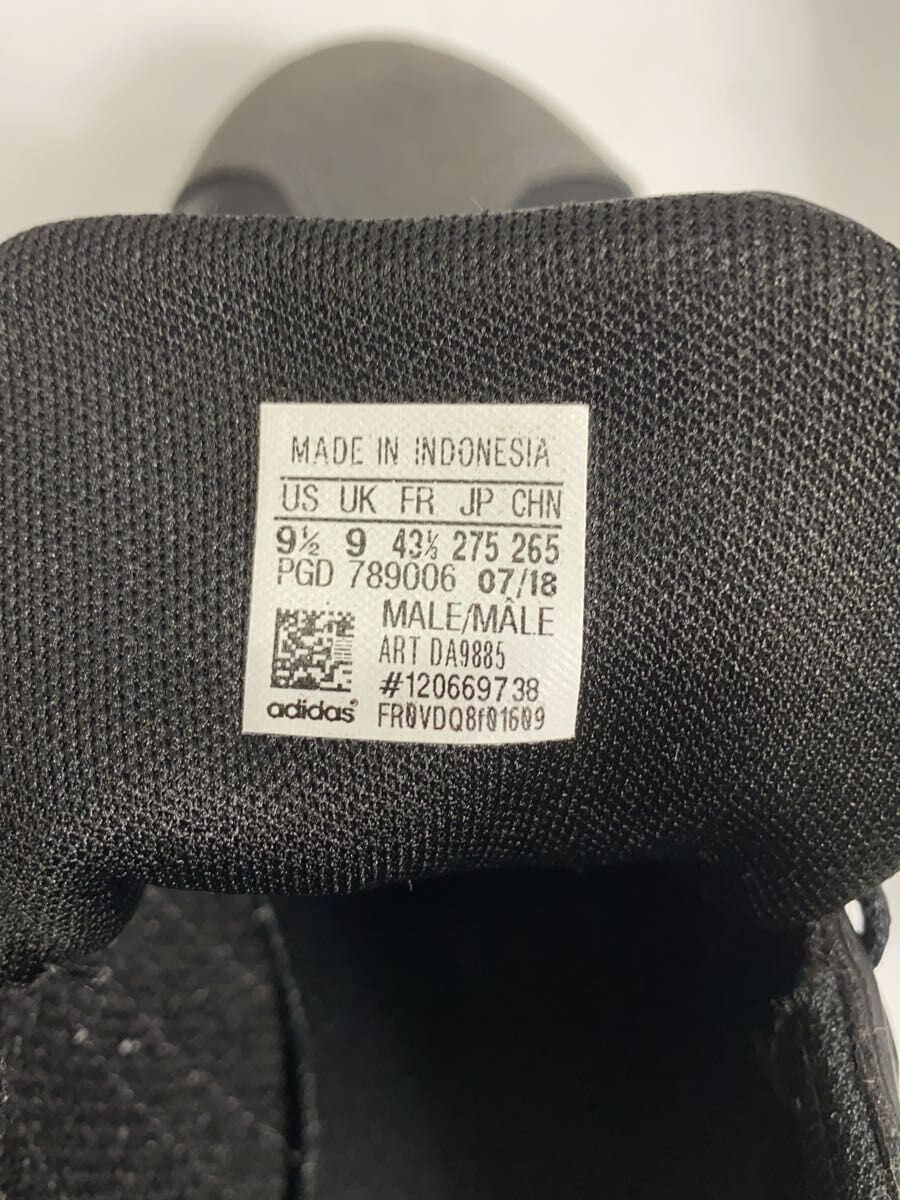 MADE IN INDONESIA
US UK FR JP CHN
9½ 9 43⅓ 275 265
PGD 789006 07/18
MALE/MÂLE
ART DA9885
#120669738
adidas® FR0VDQ8f01609